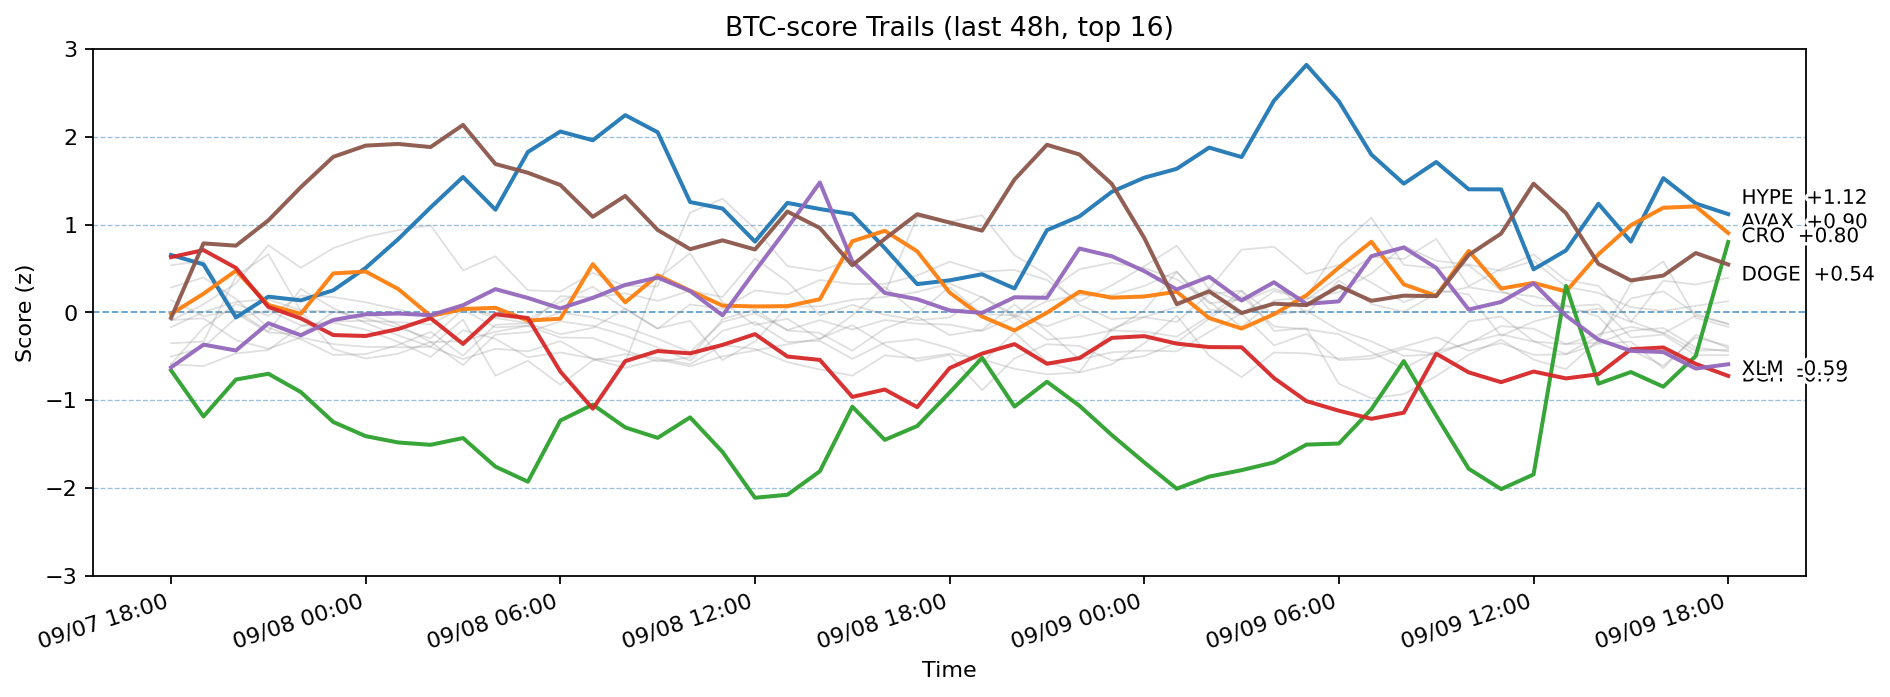 BTC-score Trails (last 48h, top 16)
Score (z)
3
2
1
0
−1
−2
−3
HYPE +1.12
AVAX +0.90
CRO +0.80
DOGE +0.54
XLM -0.59
09/07 18:00
09/08 00:00
09/08 06:00
09/08 12:00
09/08 18:00
09/09 00:00
09/09 06:00
09/09 12:00
09/09 18:00
Time